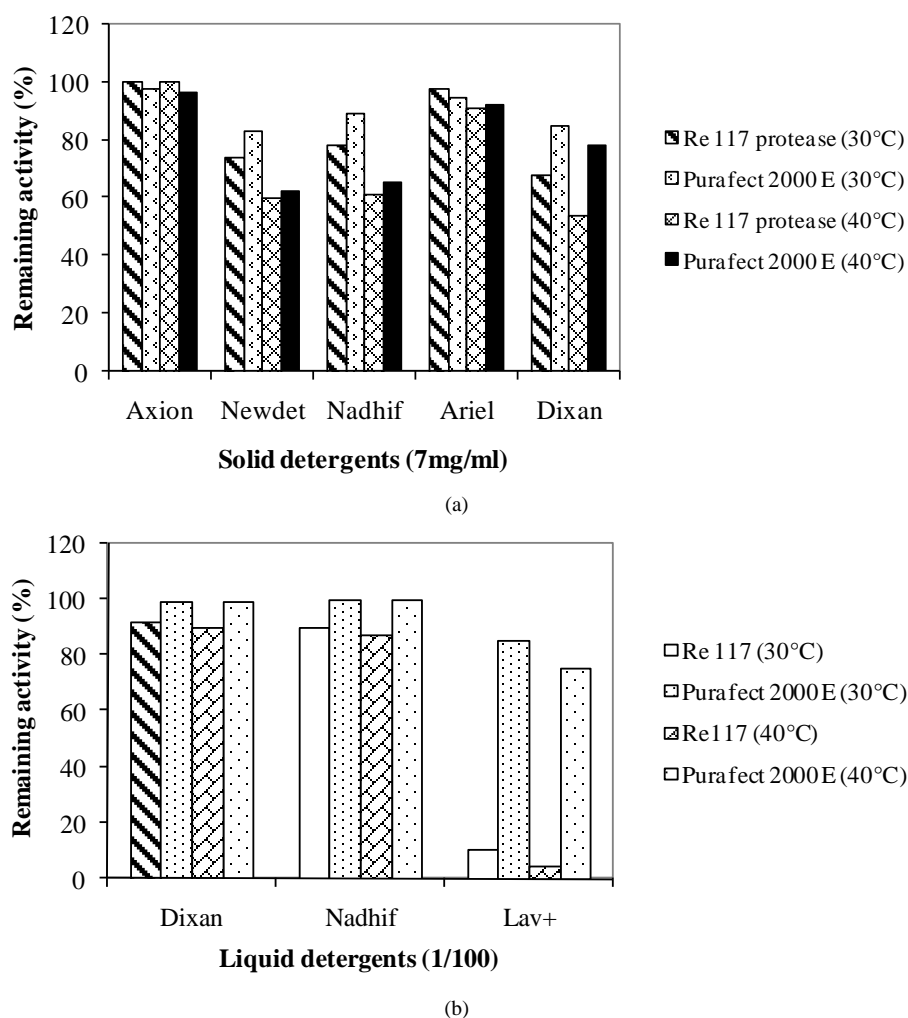 120
100
80
60
40
20
0
Remaining activity (%)
Axion Newdet Nadhif Ariel Dixan
Solid detergents (7mg/ml)
Re 117 protease (30°C)
Purafect 2000 E (30°C)
Re 117 protease (40°C)
Purafect 2000 E (40°C)
(a)
120
100
80
60
40
20
0
Remaining activity (%)
Dixan Nadhif Lav+
Liquid detergents (1/100)
Re 117 (30°C)
Purafect 2000 E (30°C)
Re117 (40°C)
Purafect 2000 E (40°C)
(b)